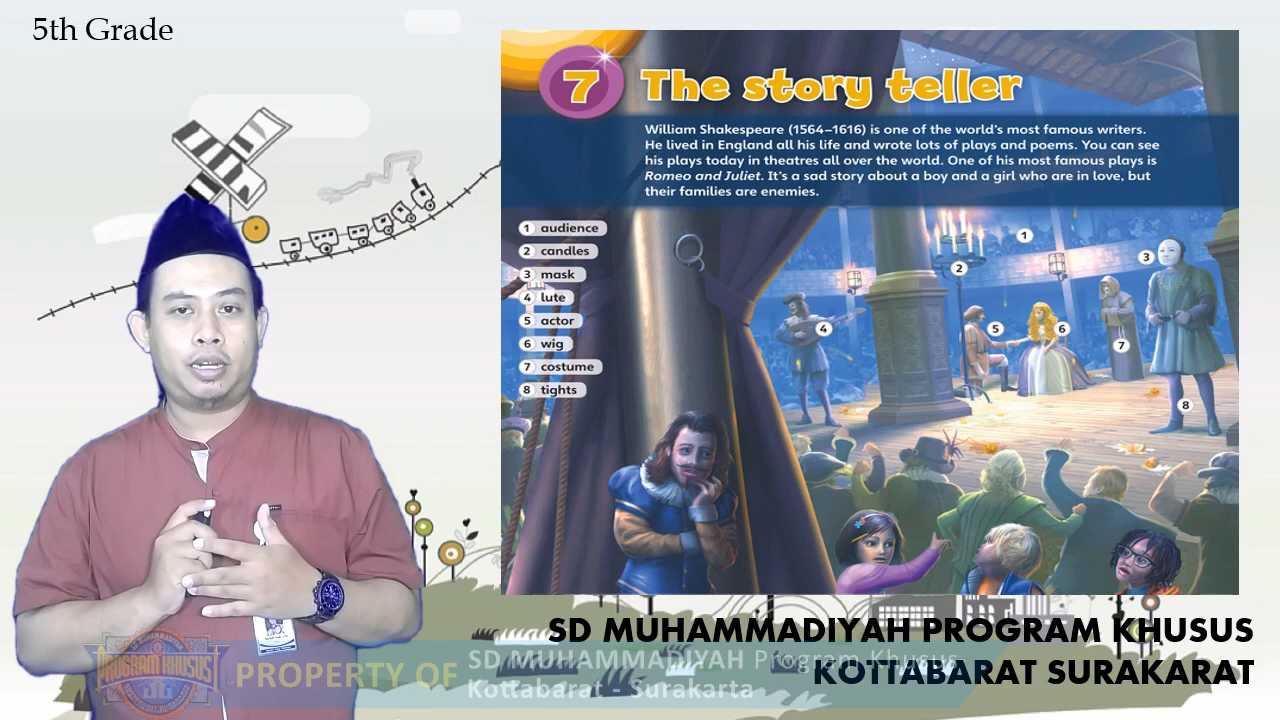 5th Grade
7 The story teller
William Shakespeare (1564–1616) is one of the world's most famous writers.
He lived in England all his life and wrote lots of plays and poems. You can see
his plays today in theatres all over the world. One of his most famous plays is
Romeo and Juliet. It's a sad story about a boy and a girl who are in love, but
their families are enemies.
1 audience
2 candles
3 mask
4 lute
5 actor
6 wig
7 costume
8 tights
1
2
3
4
5
6
7
8
SD MUHAMMADIYAH PROGRAM KHUSUS
KOTTABARAT SURAKARAT
PROGRAM KHUSUS
PROPERTY OF
SD MUHAMMADIYAH Program Khusus
Kottabarat - Surakarta